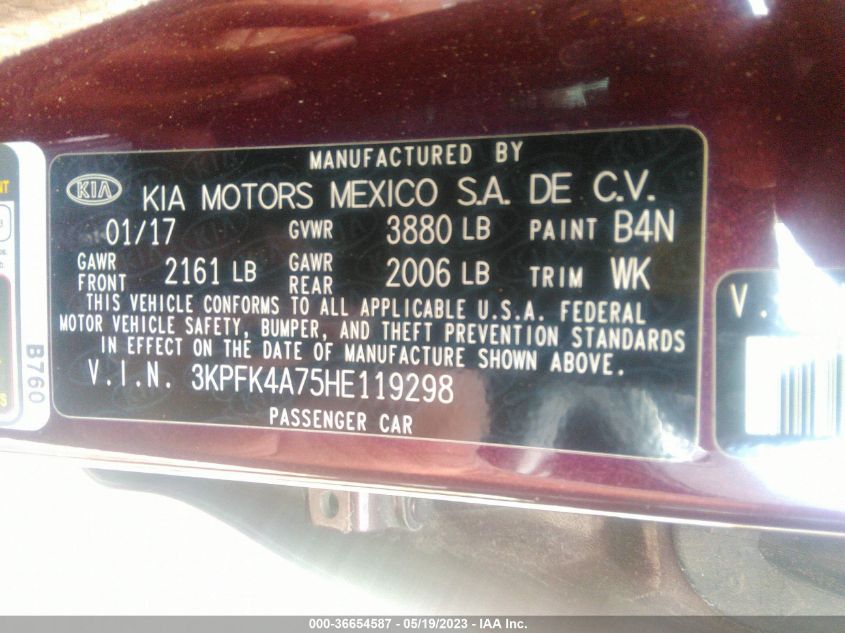 MANUFACTURED BY
KIA KIA MOTORS MEXICO S.A. DE C.V.
01/17 GVWR 3880 LB PAINT B4N
GAWR FRONT 2161 LB GAWR REAR 2006 LB TRIM WK
THIS VEHICLE CONFORMS TO ALL APPLICABLE U.S.A. FEDERAL
MOTOR VEHICLE SAFETY, BUMPER, AND THEFT PREVENTION STANDARDS
IN EFFECT ON THE DATE OF MANUFACTURE SHOWN ABOVE.
V.I.N. 3KPFK4A75HE119298
PASSENGER CAR
B760
V.
000-36654587 - 05/19/2023 - IAA Inc.